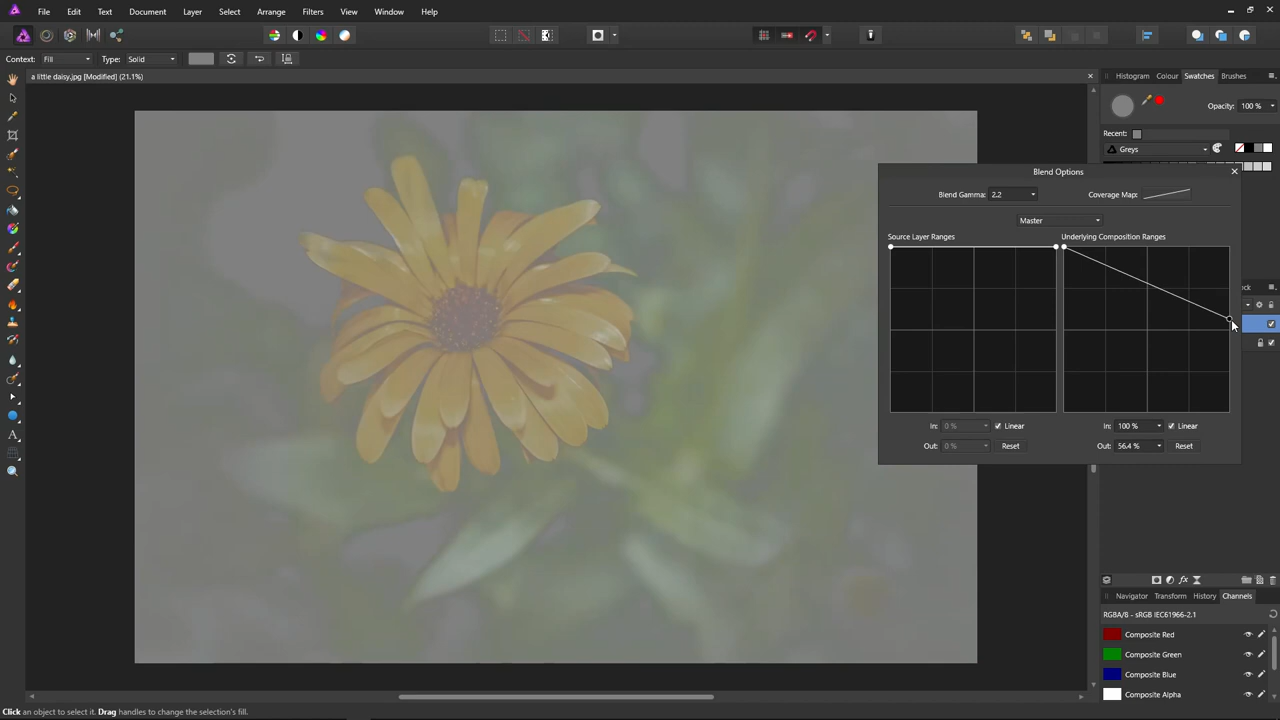 File Edit Text Document Layer Select Arrange Filters View Window Help
Context: Fill Type: Solid
a little daisy.jpg [Modified] (21.1%)
Histogram Colour Swatches Brushes
Opacity: 100 %
Recent:
Greys
Blend Options
Blend Gamma: 2.2 Coverage Map:
Master
Source Layer Ranges Underlying Composition Ranges
In: 0 % Linear In: 100 % Linear
Out: 0 % Reset Out: 56.4 % Reset
ock
Navigator Transform History Channels
RGBA/8 - sRGB IEC61966-2.1
Composite Red
Composite Green
Composite Blue
Composite Alpha
Click an object to select it. Drag handles to change the selection's fill.